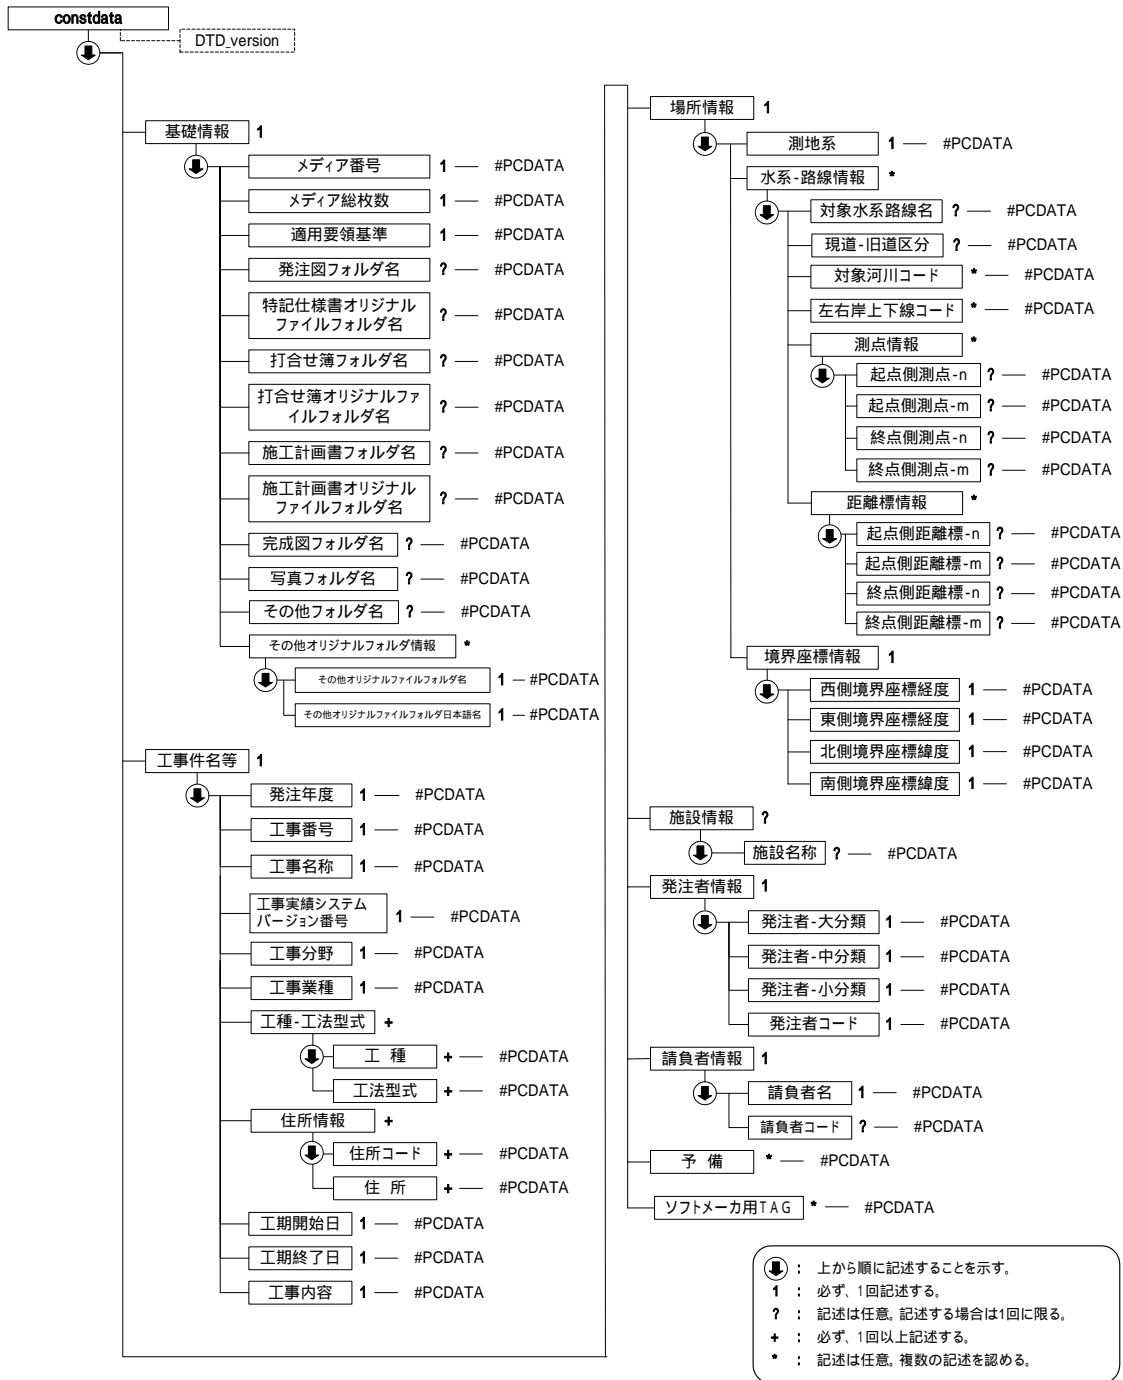 constdata
DTD_version
基礎情報 1
メディア番号 1 — #PCDATA
メディア総枚数 1 — #PCDATA
適用要領基準 1 — #PCDATA
発注図フォルダ名 ? — #PCDATA
特記仕様書オリジナル
ファイルフォルダ名 ? — #PCDATA
打合せ簿フォルダ名 ? — #PCDATA
打合せ簿オリジナルファ
イルフォルダ名 ? — #PCDATA
施工計画書フォルダ名 ? — #PCDATA
施工計画書オリジナル
ファイルフォルダ名 ? — #PCDATA
完成図フォルダ名 ? — #PCDATA
写真フォルダ名 ? — #PCDATA
その他フォルダ名 ? — #PCDATA
その他オリジナルフォルダ情報 *
その他オリジナルファイルフォルダ名 1 — #PCDATA
その他オリジナルファイルフォルダ日本語名 1 — #PCDATA
工事件名等 1
発注年度 1 — #PCDATA
工事番号 1 — #PCDATA
工事名称 1 — #PCDATA
工事実績システム
バージョン番号 1 — #PCDATA
工事分野 1 — #PCDATA
工事業種 1 — #PCDATA
工種-工法型式 +
工 種 + — #PCDATA
工法型式 + — #PCDATA
住所情報 +
住所コード + — #PCDATA
住 所 + — #PCDATA
工期開始日 1 — #PCDATA
工期終了日 1 — #PCDATA
工事内容 1 — #PCDATA
場所情報 1
測地系 1 — #PCDATA
水系-路線情報 *
対象水系路線名 ? — #PCDATA
現道-旧道区分 ? — #PCDATA
対象河川コード * — #PCDATA
左右岸上下線コード * — #PCDATA
測点情報 *
起点側測点-n ? — #PCDATA
起点側測点-m ? — #PCDATA
終点側測点-n ? — #PCDATA
終点側測点-m ? — #PCDATA
距離標情報 *
起点側距離標-n ? — #PCDATA
起点側距離標-m ? — #PCDATA
終点側距離標-n ? — #PCDATA
終点側距離標-m ? — #PCDATA
境界座標情報 1
西側境界座標経度 1 — #PCDATA
東側境界座標経度 1 — #PCDATA
北側境界座標緯度 1 — #PCDATA
南側境界座標緯度 1 — #PCDATA
施設情報 ?
施設名称 ? — #PCDATA
発注者情報 1
発注者-大分類 1 — #PCDATA
発注者-中分類 1 — #PCDATA
発注者-小分類 1 — #PCDATA
発注者コード 1 — #PCDATA
請負者情報 1
請負者名 1 — #PCDATA
請負者コード ? — #PCDATA
予 備 * — #PCDATA
ソフトメーカ用TAG * — #PCDATA
： 上から順に記述することを示す。
1 ： 必ず、1回記述する。
? ： 記述は任意。記述する場合は1回に限る。
+ ： 必ず、1回以上記述する。
* ： 記述は任意。複数の記述を認める。